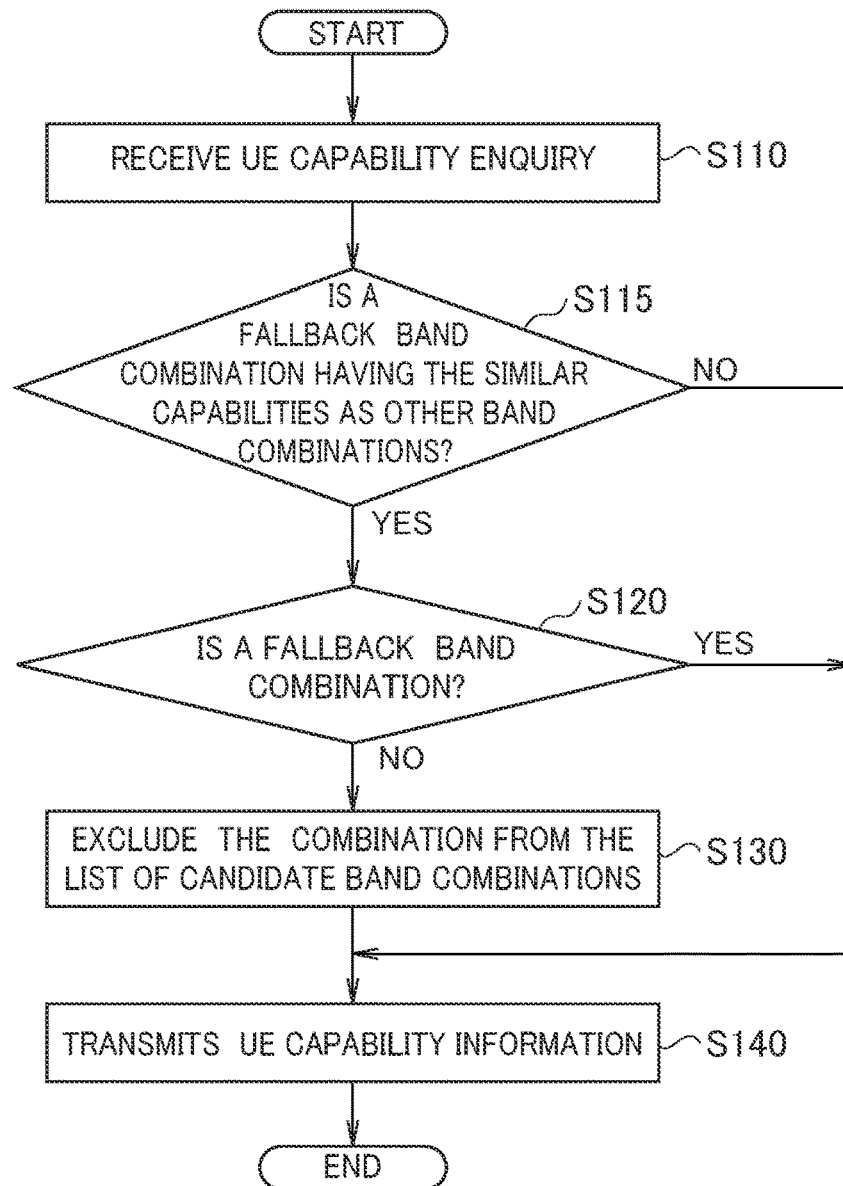 START
RECEIVE UE CAPABILITY ENQUIRY
S110
IS A
FALLBACK BAND
COMBINATION HAVING THE SIMILAR
CAPABILITIES AS OTHER BAND
COMBINATIONS?
S115
NO
YES
IS A FALLBACK BAND
COMBINATION?
S120
YES
NO
EXCLUDE THE COMBINATION FROM THE
LIST OF CANDIDATE BAND COMBINATIONS
S130
TRANSMITS UE CAPABILITY INFORMATION
S140
END